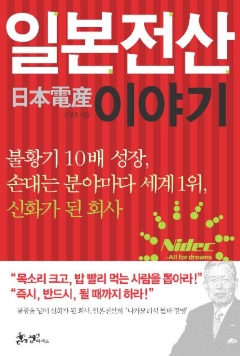 일본전산
日本電産 이야기
불황기 10배 성장,
손대는 분야마다 세계 1위,
신화가 된 회사
Nidec
-All for dreams
“목소리 크고, 밥 빨리 먹는 사람을 뽑아라!”
“즉시, 반드시, 될 때까지 하라!”